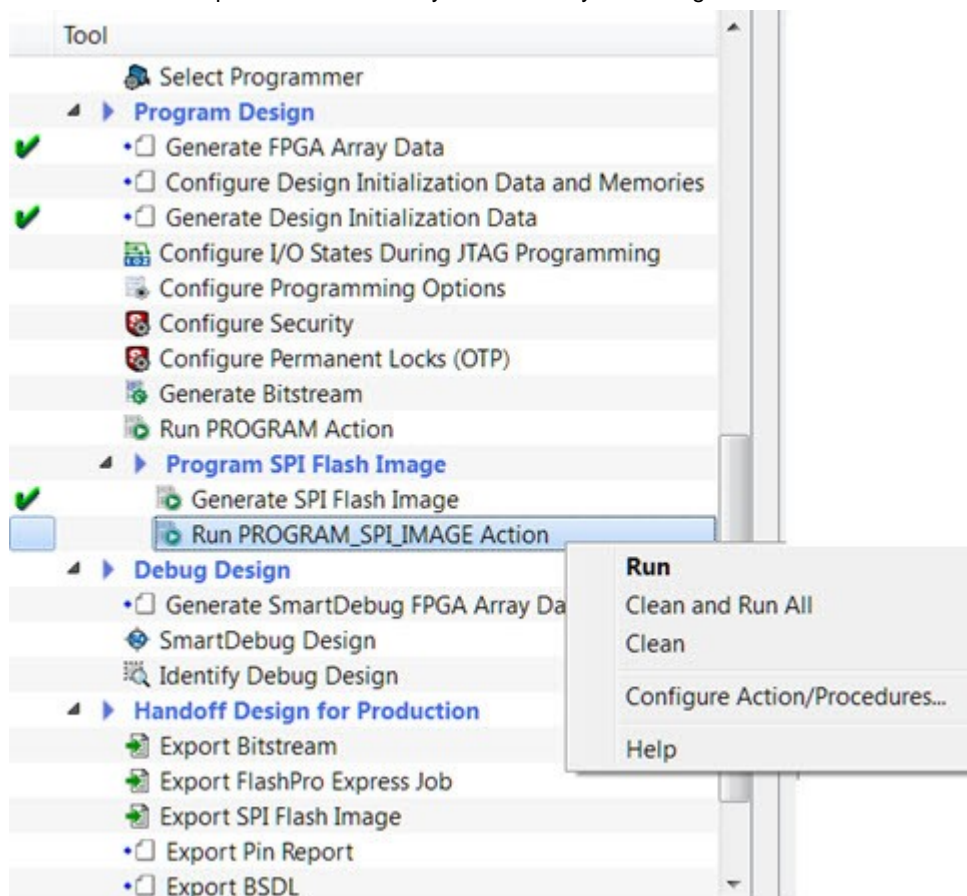 Tool
Select Programmer
Program Design
Generate FPGA Array Data
Configure Design Initialization Data and Memories
Generate Design Initialization Data
Configure I/O States During JTAG Programming
Configure Programming Options
Configure Security
Configure Permanent Locks (OTP)
Generate Bitstream
Run PROGRAM Action
Program SPI Flash Image
Generate SPI Flash Image
Run PROGRAM_SPI_IMAGE Action
Debug Design
Generate SmartDebug FPGA Array Da
SmartDebug Design
Identify Debug Design
Handoff Design for Production
Export Bitstream
Export FlashPro Express Job
Export SPI Flash Image
Export Pin Report
Export BSDL
Run
Clean and Run All
Clean
Configure Action/Procedures...
Help